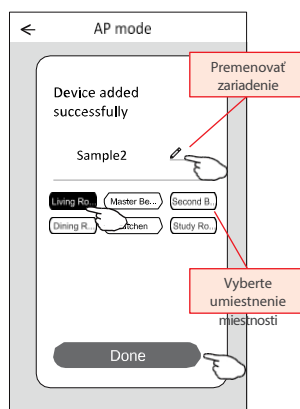 AP mode
Premenovať
zariadenie
Device added
successfully
Sample2
Living Ro.. Master Be... Second B..
Dining R... Study Ro..
Vyberte
umiestnenie
miestnosti
Done